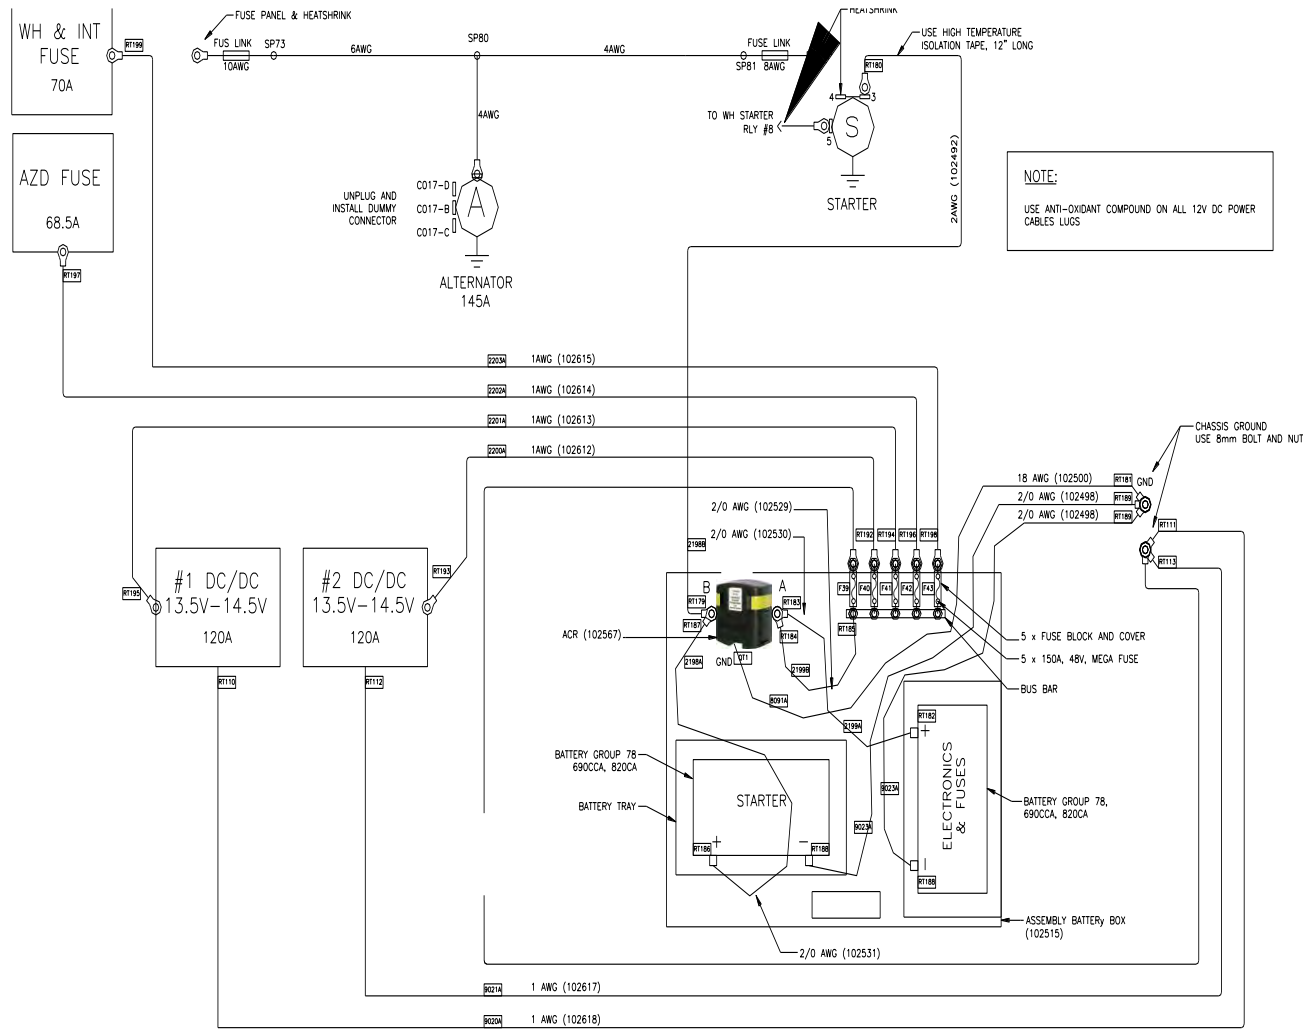 HEATSHRINK
FUSE PANEL & HEATSHRINK
WH & INT
FUSE
70A
RT199
FUS LINK
10AWG
SP73
6AWG
SP80
4AWG
FUSE LINK
SP81
8AWG
USE HIGH TEMPERATURE
ISOLATION TAPE, 12" LONG
RT180
4
3
4AWG
TO WH STARTER
RLY #8
5
S
STARTER
2AWG (102492)
NOTE:
USE ANTI-OXIDANT COMPOUND ON ALL 12V DC POWER
CABLES LUGS
AZD FUSE
68.5A
RT197
UNPLUG AND
INSTALL DUMMY
CONNECTOR
C017-D
C017-B
C017-C
A
ALTERNATOR
145A
2203A
1AWG (102615)
2202A
1AWG (102614)
2201A
1AWG (102613)
2200A
1AWG (102612)
CHASSIS GROUND
USE 8mm BOLT AND NUT
18 AWG (102500)
RT181
GND
2/0 AWG (102498)
RT189
2/0 AWG (102498)
RT189
RT111
RT113
2/0 AWG (102529)
2/0 AWG (102530)
RT192
RT194
RT196
RT198
2198B
#1 DC/DC
13.5V-14.5V
120A
RT195
#2 DC/DC
13.5V-14.5V
120A
RT193
B
A
F39
F40
F41
F42
F43
RT179
RT183
RT187
RT184
RT185
ACR (102567)
5 x FUSE BLOCK AND COVER
5 x 150A, 48V, MEGA FUSE
BUS BAR
2198A
GND
DT1
2199B
RT110
RT112
8091A
2199A
RT182
+
BATTERY GROUP 78
690CCA, 820CA
BATTERY TRAY
STARTER
9023A
9023A
ELECTRONICS
& FUSES
BATTERY GROUP 78,
690CCA, 820CA
RT186
+
-
RT188
-
RT188
ASSEMBLY BATTERy BOX
(102515)
2/0 AWG (102531)
9021A
1 AWG (102617)
9020A
1 AWG (102618)